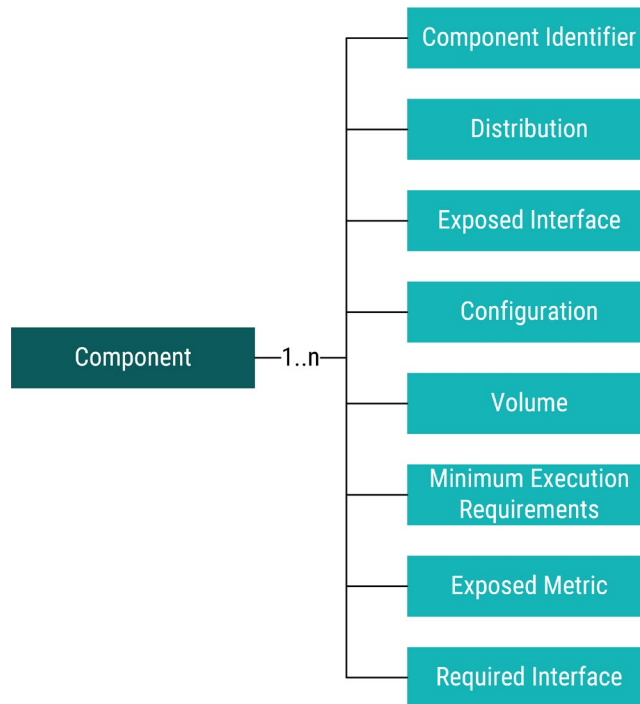 Component Identifier
Distribution
Exposed Interface
Configuration
Component
1..n
Volume
Minimum Execution
Requirements
Exposed Metric
Required Interface